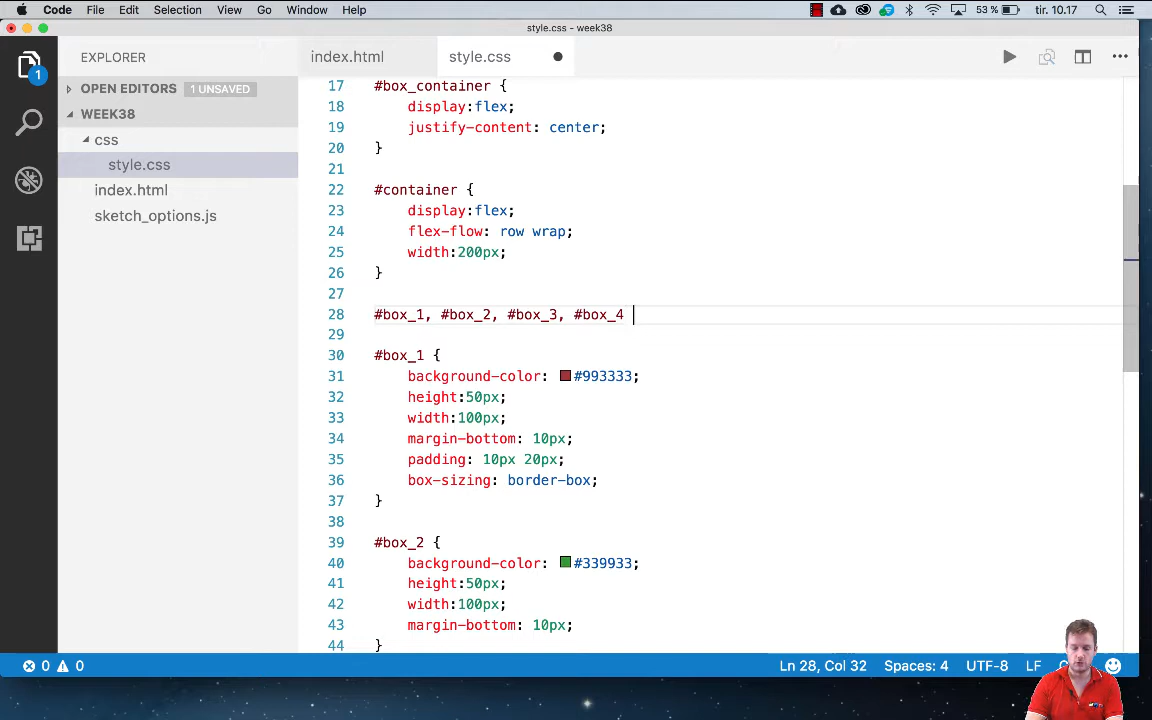 Code File Edit Selection View Go Window Help 53 % tir. 10.17
style.css - week38
EXPLORER
OPEN EDITORS 1 UNSAVED
WEEK38
css
style.css
index.html
sketch_options.js
1
index.html style.css
17 #box_container {
18 display:flex;
19 justify-content: center;
20 }
21
22 #container {
23 display:flex;
24 flex-flow: row wrap;
25 width:200px;
26 }
27
28 #box_1, #box_2, #box_3, #box_4
29
30 #box_1 {
31 background-color: #993333;
32 height:50px;
33 width:100px;
34 margin-bottom: 10px;
35 padding: 10px 20px;
36 box-sizing: border-box;
37 }
38
39 #box_2 {
40 background-color: #339933;
41 height:50px;
42 width:100px;
43 margin-bottom: 10px;
44 }
0 0 Ln 28, Col 32 Spaces: 4 UTF-8 LF